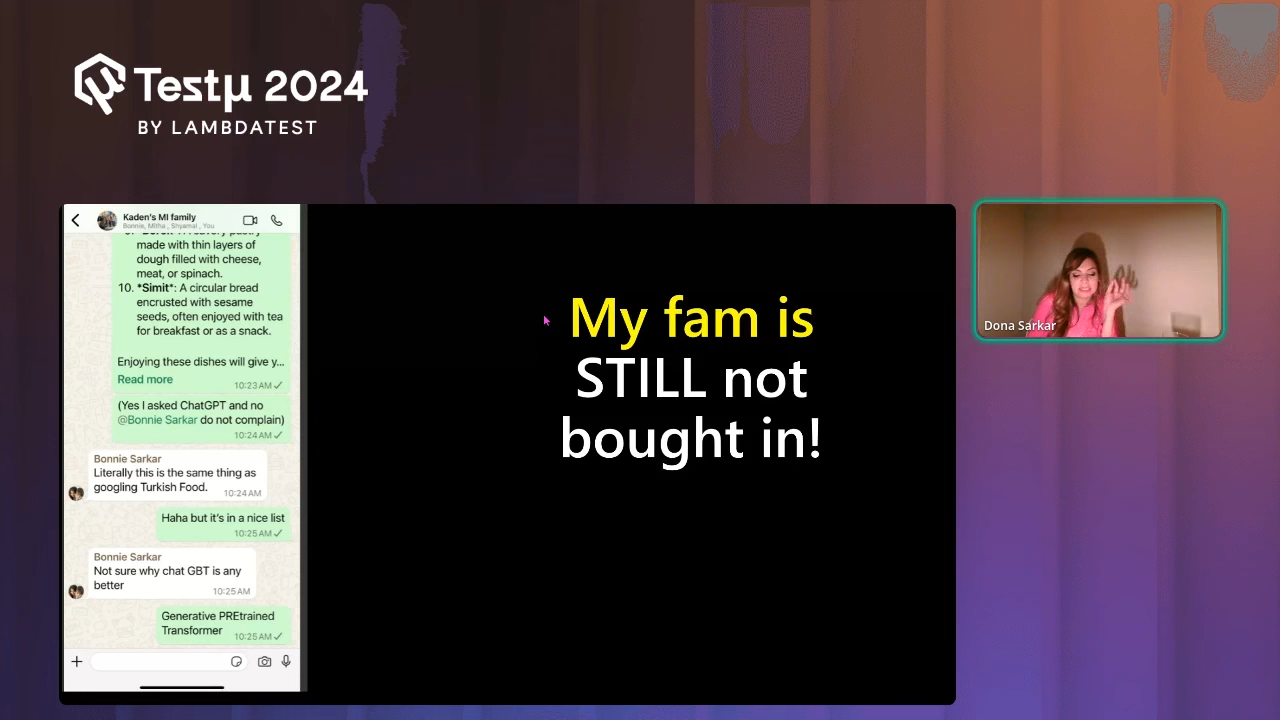 Testμ 2024
BY LAMBDATEST
Kaden's MI family
Bonnie, Mitha, Shyamal, You
made with thin layers of
dough filled with cheese,
meat, or spinach.
10. *Simit*: A circular bread
encrusted with sesame
seeds, often enjoyed with tea
for breakfast or as a snack.
Enjoying these dishes will give y...
Read more
10:23 AM
(Yes I asked ChatGPT and no
@Bonnie Sarkar do not complain)
10:24 AM
Bonnie Sarkar
Literally this is the same thing as
googling Turkish Food.
10:24 AM
Haha but it's in a nice list
10:25 AM
Bonnie Sarkar
Not sure why chat GBT is any
better
10:25 AM
Generative PREtrained
Transformer
10:25 AM
My fam is
STILL not
bought in!
Dona Sarkar